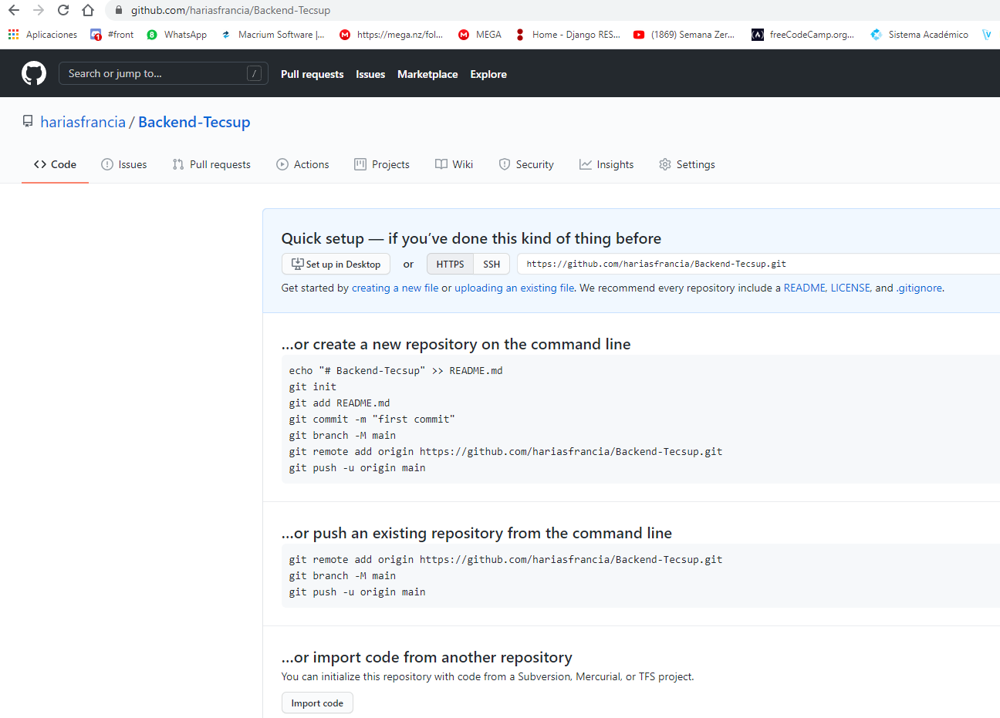 github.com/hariasfrancia/Backend-Tecsup
Aplicaciones 1 #front 8 WhatsApp Macrium Software |... M https://mega.nz/fol... M MEGA Home - Django RES... (1869) Semana Zer... freeCodeCamp.org... Sistema Académico
Search or jump to... / Pull requests Issues Marketplace Explore
hariasfrancia / Backend-Tecsup
<> Code Issues Pull requests Actions Projects Wiki Security Insights Settings
Quick setup — if you’ve done this kind of thing before
Set up in Desktop or HTTPS SSH https://github.com/hariasfrancia/Backend-Tecsup.git
Get started by creating a new file or uploading an existing file. We recommend every repository include a README, LICENSE, and .gitignore.
…or create a new repository on the command line
echo "# Backend-Tecsup" >> README.md
git init
git add README.md
git commit -m "first commit"
git branch -M main
git remote add origin https://github.com/hariasfrancia/Backend-Tecsup.git
git push -u origin main
…or push an existing repository from the command line
git remote add origin https://github.com/hariasfrancia/Backend-Tecsup.git
git branch -M main
git push -u origin main
…or import code from another repository
You can initialize this repository with code from a Subversion, Mercurial, or TFS project.
Import code